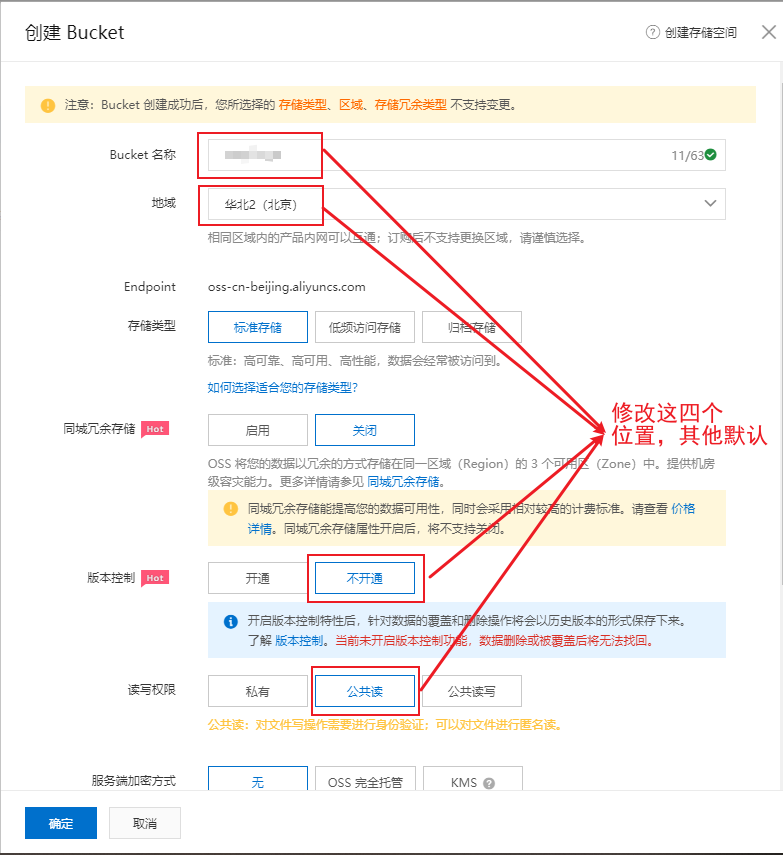 创建 Bucket
创建存储空间
注意：Bucket 创建成功后，您所选择的 存储类型、区域、存储冗余类型 不支持变更。
Bucket 名称
11/63
地域
华北2（北京）
相同区域内的产品内网可以互通；订购后不支持更换区域，请谨慎选择。
Endpoint
oss-cn-beijing.aliyuncs.com
存储类型
标准存储 低频访问存储 归档存储
标准：高可靠、高可用、高性能，数据会经常被访问到。
如何选择适合您的存储类型?
修改这四个
位置，其他默认
同城冗余存储 Hot
启用 关闭
OSS 将您的数据以冗余的方式存储在同一区域（Region）的 3 个可用区（Zone）中。提供机房
级容灾能力。更多详情请参见 同城冗余存储。
同城冗余存储能提高您的数据可用性，同时会采用相对较高的计费标准。请查看 价格
详情。同城冗余存储属性开启后，将不支持关闭。
版本控制 Hot
开通 不开通
开启版本控制特性后，针对数据的覆盖和删除操作将会以历史版本的形式保存下来。
了解 版本控制。当前未开启版本控制功能，数据删除或被覆盖后将无法找回。
读写权限
私有 公共读 公共读写
公共读：对文件写操作需要进行身份验证；可以对文件进行匿名读。
服务端加密方式
无 OSS 完全托管 KMS
确定 取消